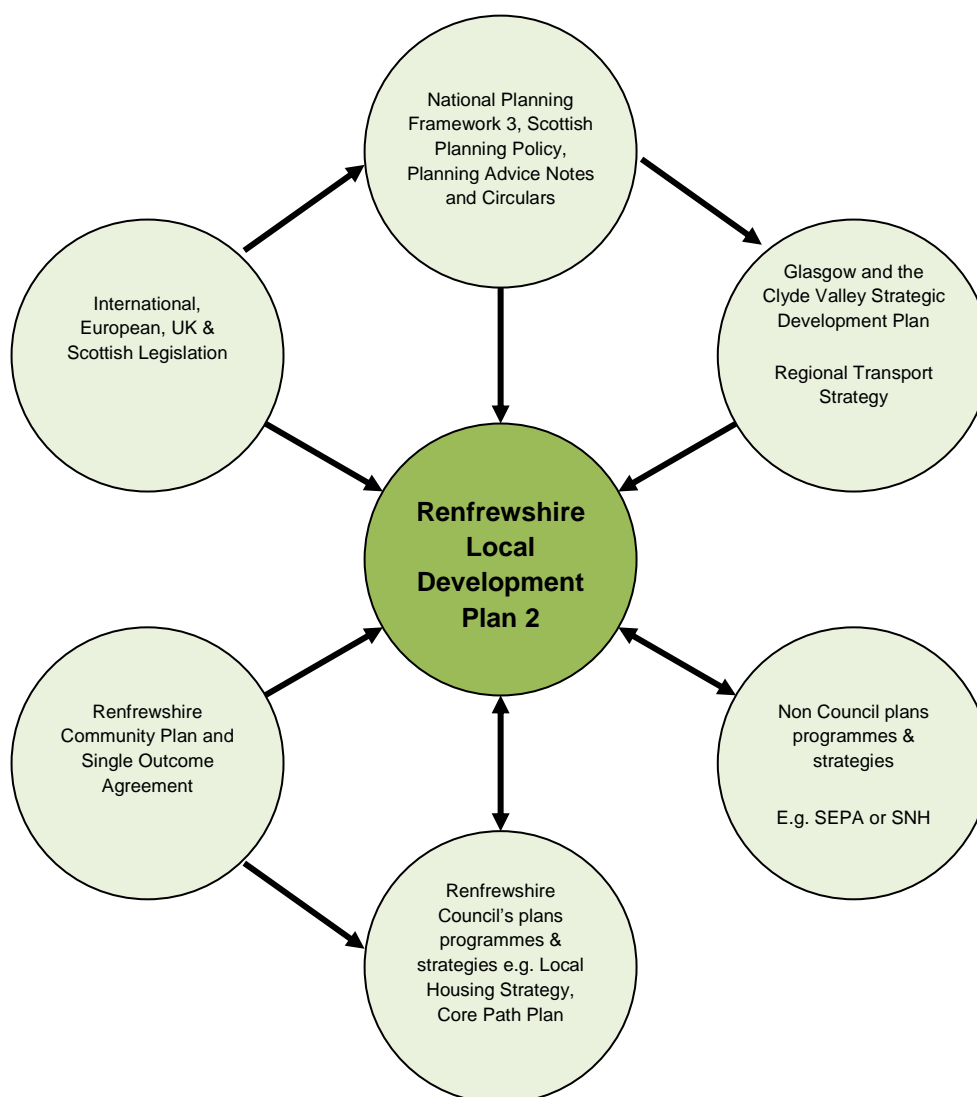 National Planning
Framework 3, Scottish
Planning Policy,
Planning Advice Notes
and Circulars
International,
European, UK &
Scottish Legislation
Glasgow and the
Clyde Valley Strategic
Development Plan
Regional Transport
Strategy
Renfrewshire
Local
Development
Plan 2
Renfrewshire
Community Plan and
Single Outcome
Agreement
Non Council plans
programmes &
strategies
E.g. SEPA or SNH
Renfrewshire
Council’s plans
programmes &
strategies e.g. Local
Housing Strategy,
Core Path Plan